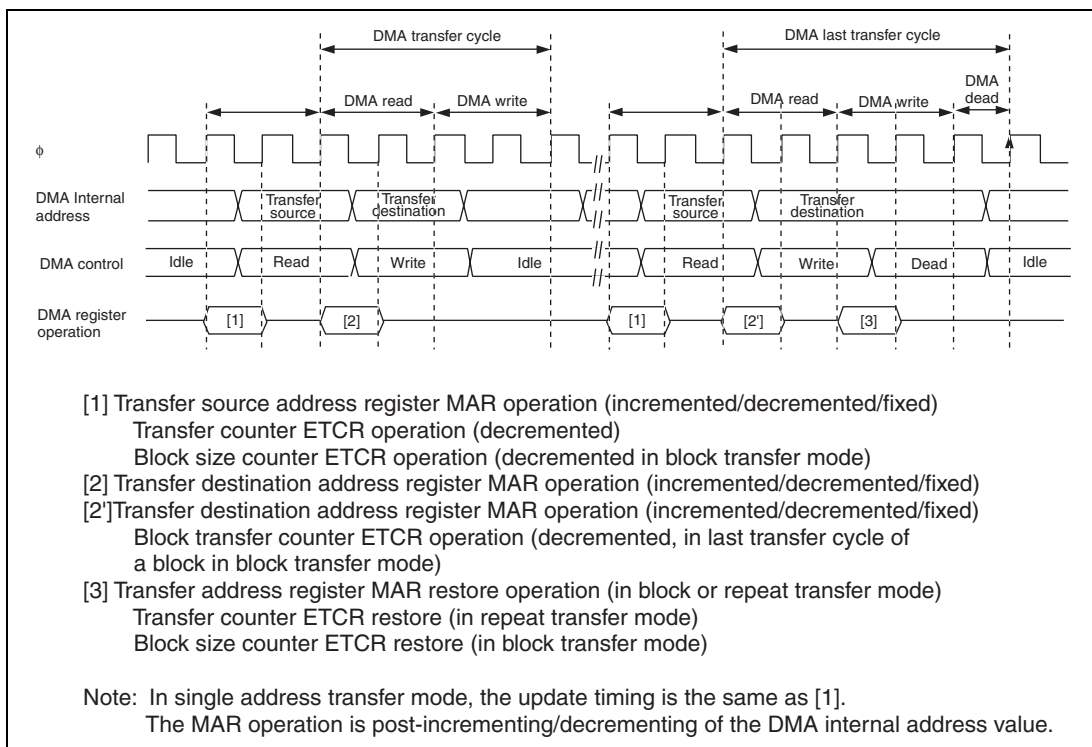 DMA transfer cycle
DMA last transfer cycle
DMA read
DMA write
DMA read
DMA write
DMA
dead
ϕ
DMA Internal
address
Transfer
source
Transfer
destination
Transfer
source
Transfer
destination
DMA control
Idle
Read
Write
Idle
Read
Write
Dead
Idle
DMA register
operation
[1]
[2]
[1]
[2']
[3]
[1] Transfer source address register MAR operation (incremented/decremented/fixed)
Transfer counter ETCR operation (decremented)
Block size counter ETCR operation (decremented in block transfer mode)
[2] Transfer destination address register MAR operation (incremented/decremented/fixed)
[2']Transfer destination address register MAR operation (incremented/decremented/fixed)
Block transfer counter ETCR operation (decremented, in last transfer cycle of
a block in block transfer mode)
[3] Transfer address register MAR restore operation (in block or repeat transfer mode)
Transfer counter ETCR restore (in repeat transfer mode)
Block size counter ETCR restore (in block transfer mode)
Note: In single address transfer mode, the update timing is the same as [1].
The MAR operation is post-incrementing/decrementing of the DMA internal address value.